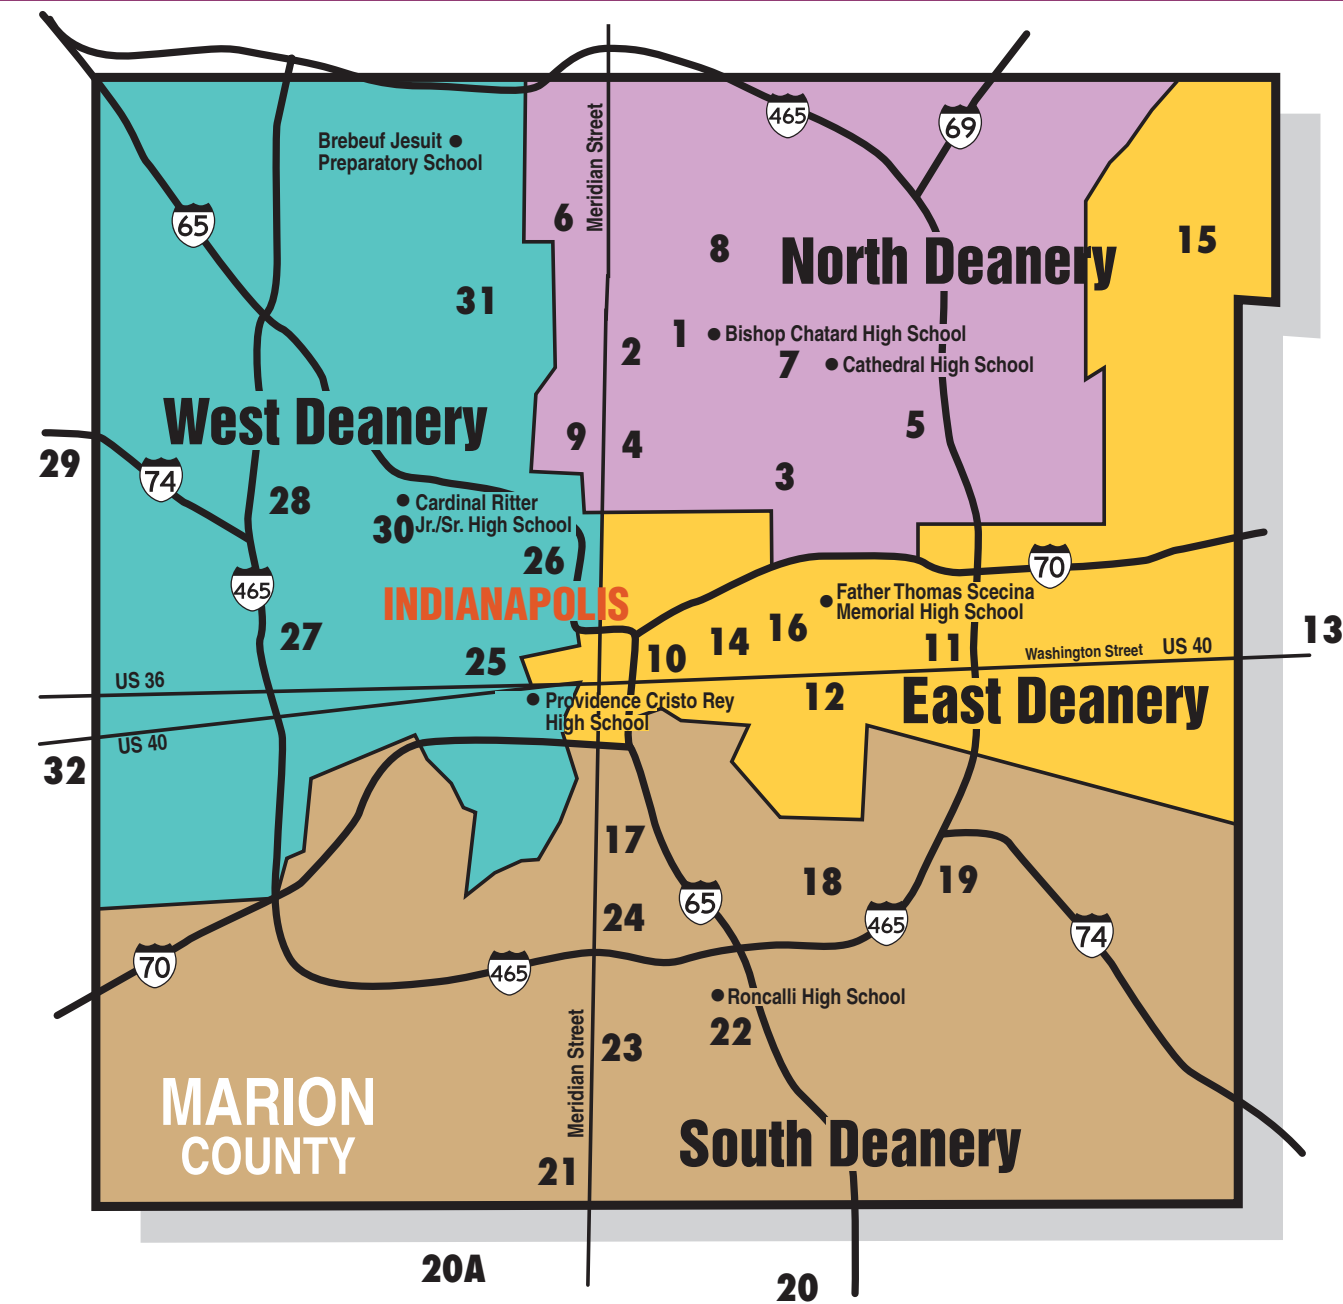 465
69
Meridian Street
Brebeuf Jesuit
Preparatory School
65
6
8
15
North Deanery
31
1
Bishop Chatard High School
2
7
Cathedral High School
West Deanery
5
9
4
29
74
3
28
Cardinal Ritter
30
Jr./Sr. High School
26
70
465
INDIANAPOLIS
Father Thomas Scecina
Memorial High School
16
13
27
14
11
Washington Street
US 40
25
10
US 36
12
East Deanery
Providence Cristo Rey
High School
US 40
32
17
18
19
65
24
465
74
70
465
Roncalli High School
22
23
Meridian Street
MARION
COUNTY
South Deanery
21
20A
20